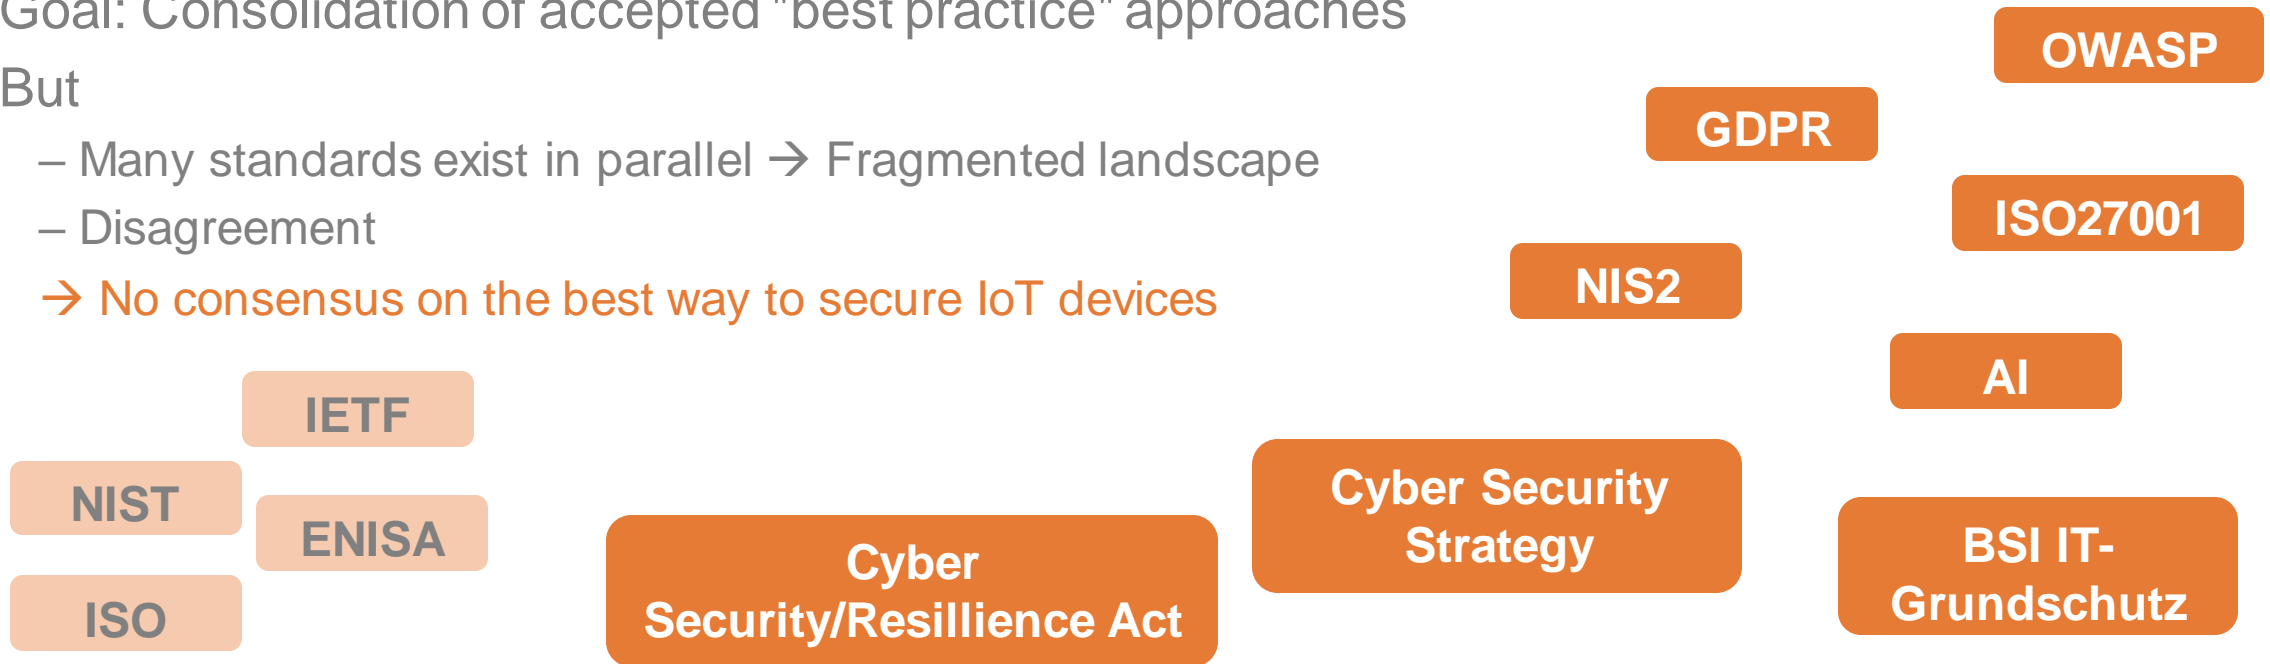 Goal: Consolidation of accepted "best practice" approaches
But
– Many standards exist in parallel → Fragmented landscape
– Disagreement
→ No consensus on the best way to secure IoT devices
OWASP
GDPR
ISO27001
NIS2
AI
IETF
NIST
ENISA
ISO
Cyber
Security/Resillience Act
Cyber Security
Strategy
BSI IT-
Grundschutz